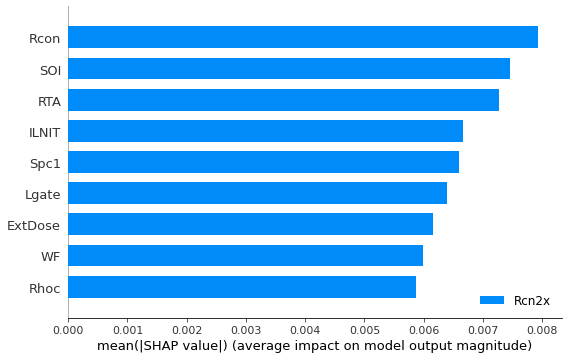 Rcon
SOI
RTA
ILNIT
Spc1
Lgate
ExtDose
WF
Rhoc
Rcn2x
0.000 0.001 0.002 0.003 0.004 0.005 0.006 0.007 0.008
mean(|SHAP value|) (average impact on model output magnitude)